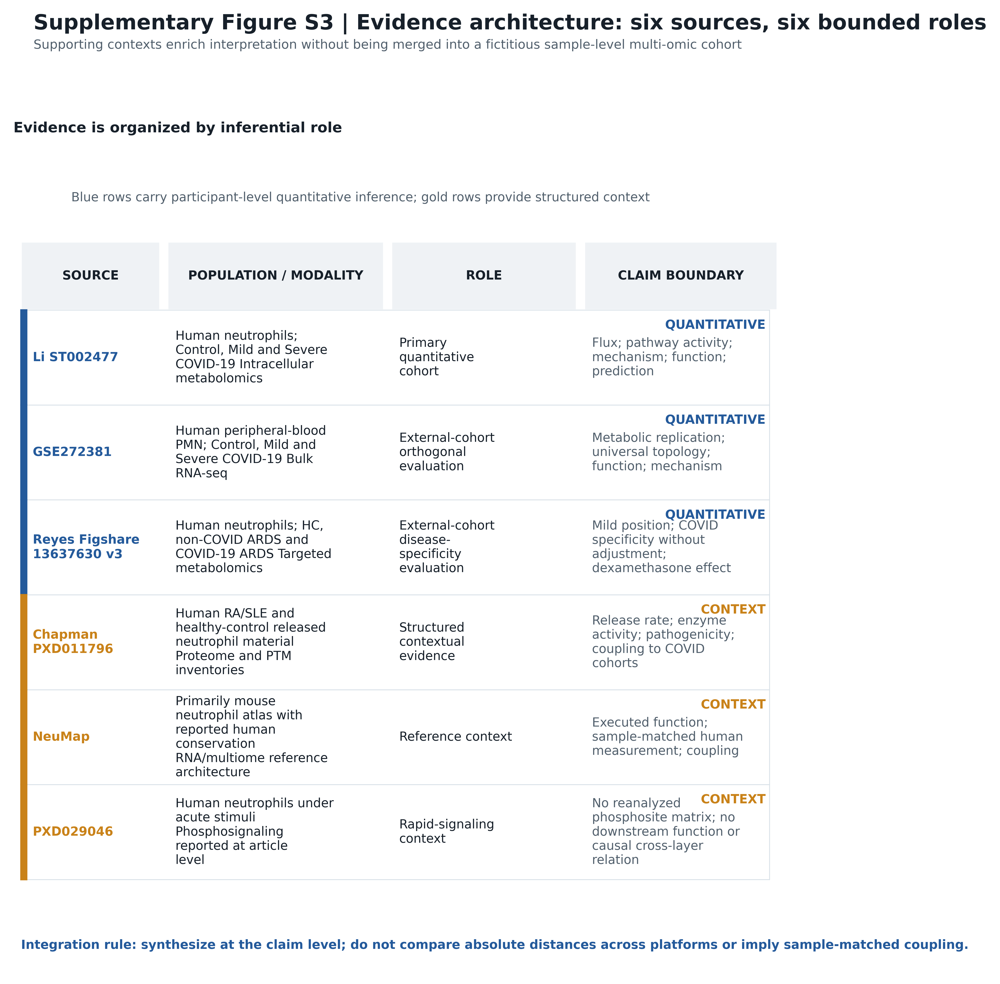 Supplementary Figure S3 | Evidence architecture: six sources, six bounded roles
Supporting contexts enrich interpretation without being merged into a fictitious sample-level multi-omic cohort
Evidence is organized by inferential role
Blue rows carry participant-level quantitative inference; gold rows provide structured context
SOURCE
POPULATION / MODALITY
ROLE
CLAIM BOUNDARY
Li ST002477
Human neutrophils;
Control, Mild and Severe
COVID-19 Intracellular
metabolomics
Primary
quantitative
cohort
QUANTITATIVE
Flux; pathway activity;
mechanism; function;
prediction
GSE272381
Human peripheral-blood
PMN; Control, Mild and
Severe COVID-19 Bulk
RNA-seq
External-cohort
orthogonal
evaluation
QUANTITATIVE
Metabolic replication;
universal topology;
function; mechanism
Reyes Figshare
13637630 v3
Human neutrophils; HC,
non-COVID ARDS and
COVID-19 ARDS Targeted
metabolomics
External-cohort
disease-
specificity
evaluation
QUANTITATIVE
Mild position; COVID
specificity without
adjustment;
dexamethasone effect
Chapman
PXD011796
Human RA/SLE and
healthy-control released
neutrophil material
Proteome and PTM
inventories
Structured
contextual
evidence
CONTEXT
Release rate; enzyme
activity; pathogenicity;
coupling to COVID
cohorts
NeuMap
Primarily mouse
neutrophil atlas with
reported human
conservation
RNA/multiome reference
architecture
Reference context
CONTEXT
Executed function;
sample-matched human
measurement; coupling
PXD029046
Human neutrophils under
acute stimuli
Phosphosignaling
reported at article
level
Rapid-signaling
context
CONTEXT
No reanalyzed
phosphosite matrix; no
downstream function or
causal cross-layer
relation
Integration rule: synthesize at the claim level; do not compare absolute distances across platforms or imply sample-matched coupling.